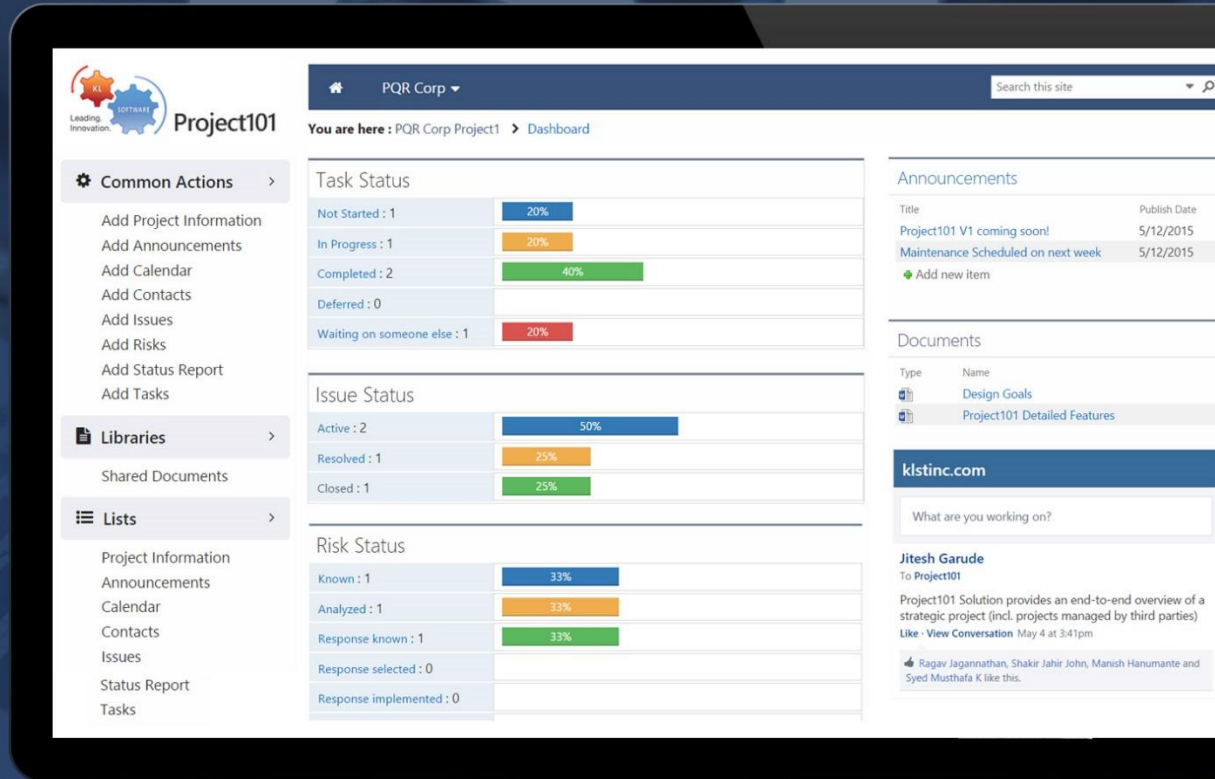 KL
SOFTWARE
Leading.
Innovation.
Project101
PQR Corp
Search this site
You are here : PQR Corp Project1 > Dashboard
Common Actions >
Add Project Information
Add Announcements
Add Calendar
Add Contacts
Add Issues
Add Risks
Add Status Report
Add Tasks
Libraries >
Shared Documents
Lists >
Project Information
Announcements
Calendar
Contacts
Issues
Status Report
Tasks
Task Status
Not Started : 1 20%
In Progress : 1 20%
Completed : 2 40%
Deferred : 0
Waiting on someone else : 1 20%
Issue Status
Active : 2 50%
Resolved : 1 25%
Closed : 1 25%
Risk Status
Known : 1 33%
Analyzed : 1 33%
Response known : 1 33%
Response selected : 0
Response implemented : 0
Announcements
Title Publish Date
Project101 V1 coming soon! 5/12/2015
Maintenance Scheduled on next week 5/12/2015
Add new item
Documents
Type Name
Design Goals
Project101 Detailed Features
klstinc.com
What are you working on?
Jitesh Garude
To Project101
Project101 Solution provides an end-to-end overview of a
strategic project (incl. projects managed by third parties)
Like · View Conversation May 4 at 3:41pm
Ragav Jagannathan, Shakir Jahir John, Manish Hanumante and
Syed Musthafa K like this.